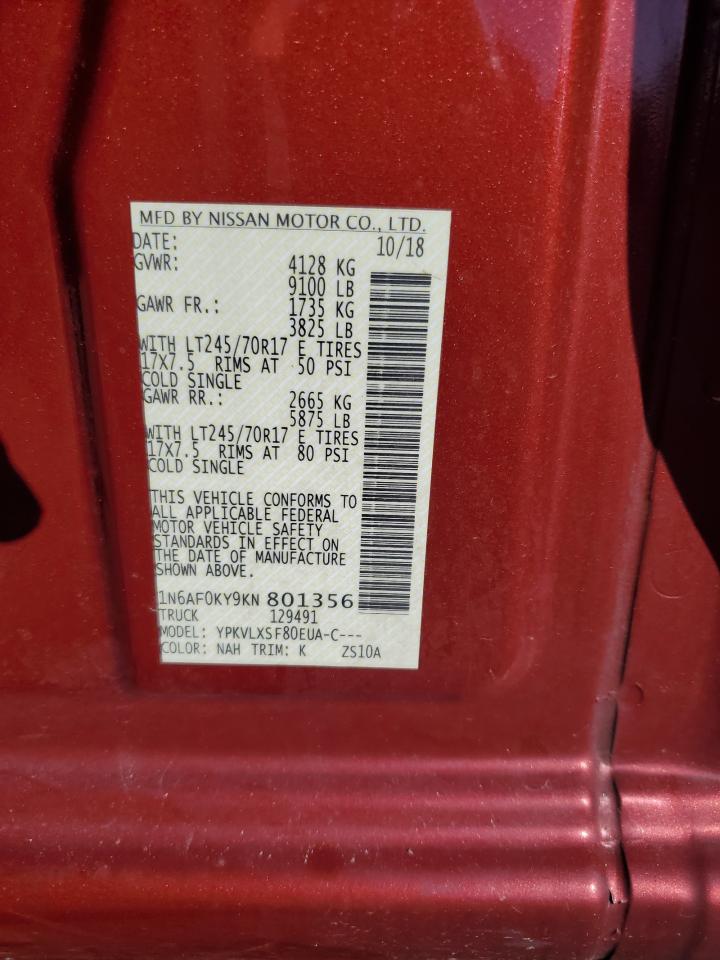 MFD BY NISSAN MOTOR CO., LTD.
DATE: 10/18
GVWR: 4128 KG
9100 LB
GAWR FR.: 1735 KG
3825 LB
WITH LT245/70R17 E TIRES
17X7.5 RIMS AT 50 PSI
COLD SINGLE
GAWR RR.: 2665 KG
5875 LB
WITH LT245/70R17 E TIRES
17X7.5 RIMS AT 80 PSI
COLD SINGLE
THIS VEHICLE CONFORMS TO
ALL APPLICABLE FEDERAL
MOTOR VEHICLE SAFETY
STANDARDS IN EFFECT ON
THE DATE OF MANUFACTURE
SHOWN ABOVE.
1N6AF0KY9KN 801356
TRUCK 129491
MODEL: YPKVLXSF80EUA-C---
COLOR: NAH TRIM: K ZS10A